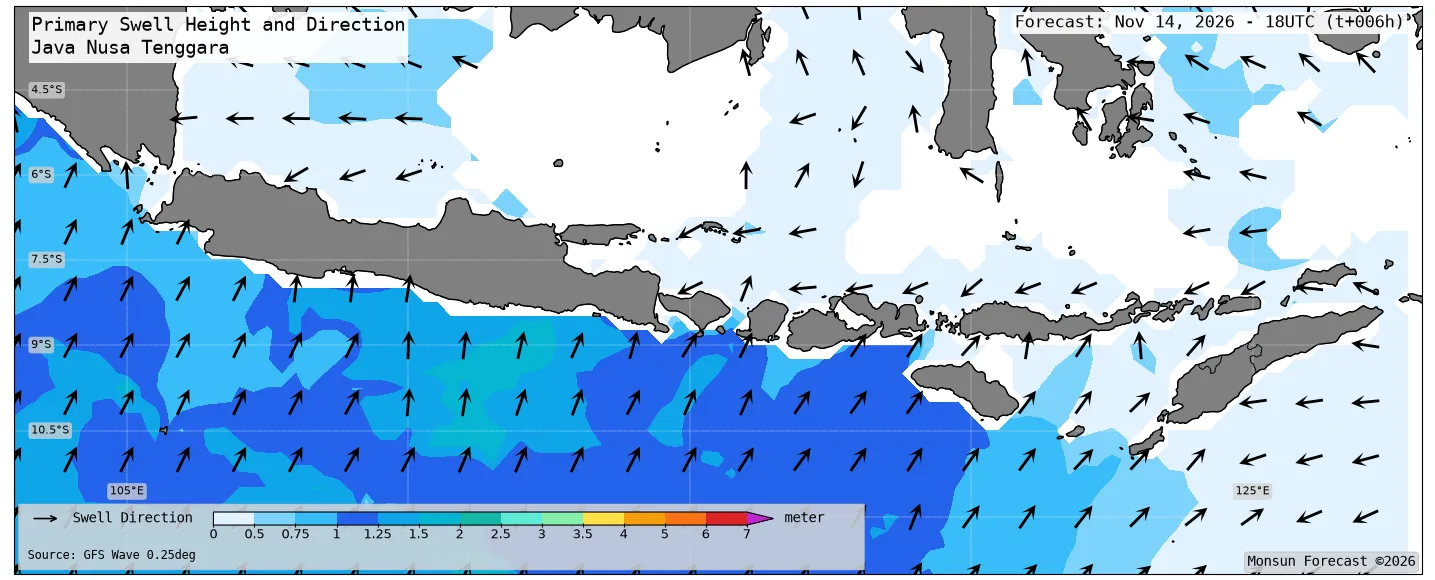 Primary Swell Height and Direction
Java Nusa Tenggara
Forecast: Nov 14, 2026 - 18UTC (t+006h)
4.5°S
6°S
7.5°S
9°S
10.5°S
105°E
125°E
Swell Direction
0 0.5 0.75 1 1.25 1.5 2 2.5 3 3.5 4 5 6 7
meter
Source: GFS Wave 0.25deg
Monsun Forecast ©2026